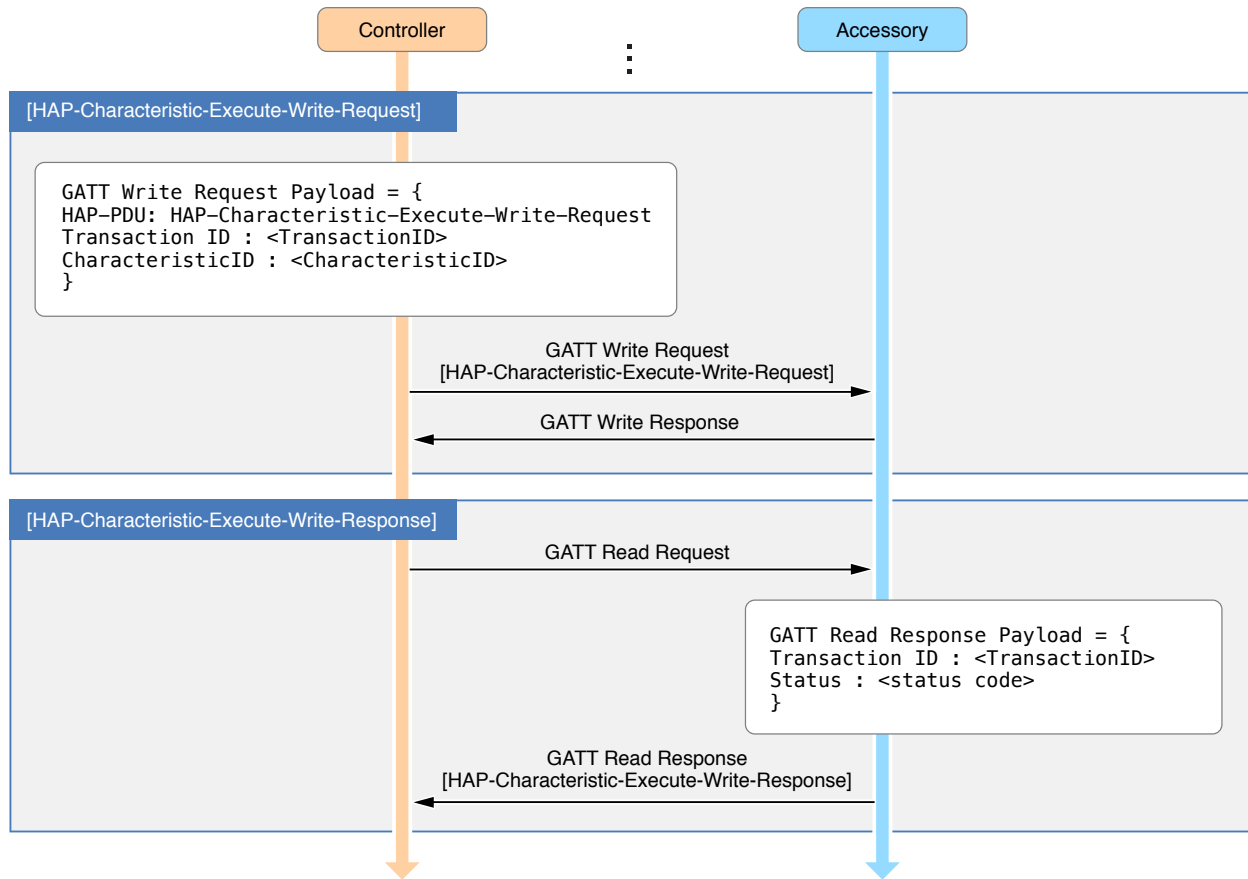 Controller
Accessory
[HAP-Characteristic-Execute-Write-Request]
GATT Write Request Payload = {
HAP–PDU: HAP–Characteristic–Execute–Write–Request
Transaction ID : <TransactionID>
CharacteristicID : <CharacteristicID>
}
GATT Write Request
[HAP-Characteristic-Execute-Write-Request]
GATT Write Response
[HAP-Characteristic-Execute-Write-Response]
GATT Read Request
GATT Read Response Payload = {
Transaction ID : <TransactionID>
Status : <status code>
}
GATT Read Response
[HAP-Characteristic-Execute-Write-Response]